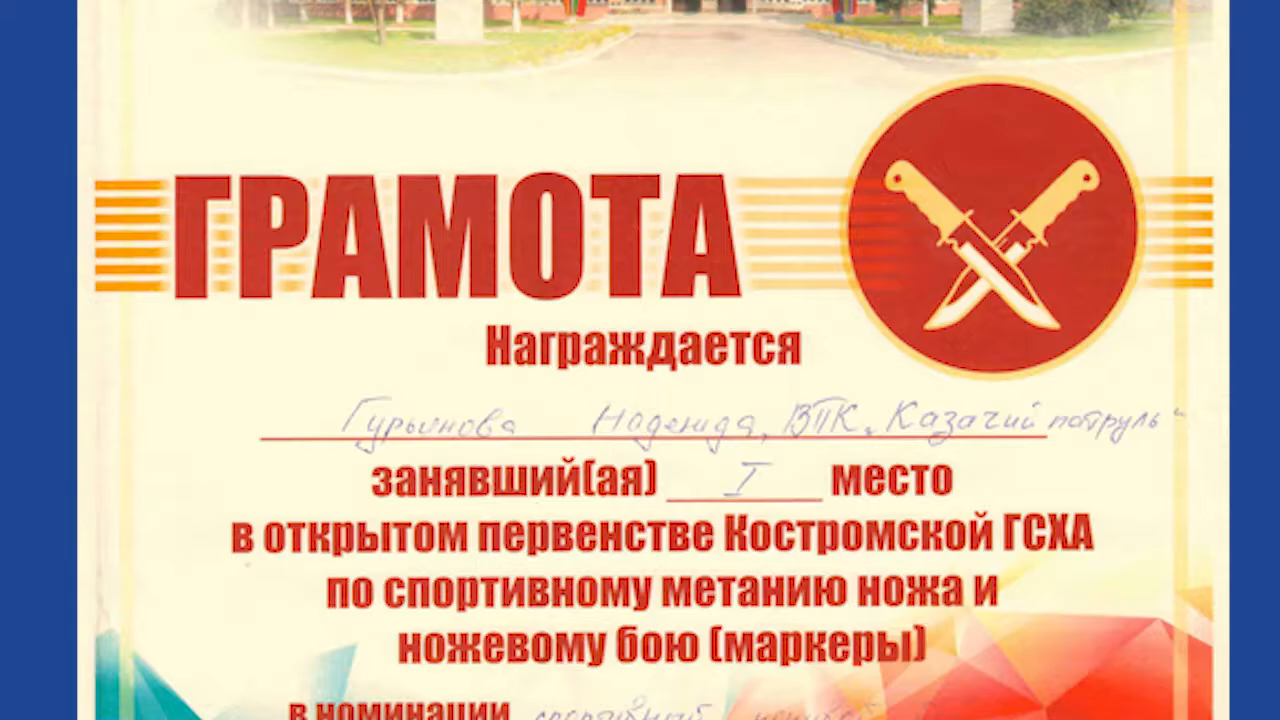 ГРАМОТА
Награждается
Гурьянова Надежда, ВПК „Казачий патруль"
занявший(ая) I место
в открытом первенстве Костромской ГСХА
по спортивному метанию ножа и
ножевому бою (маркеры)
в номинации спортивный